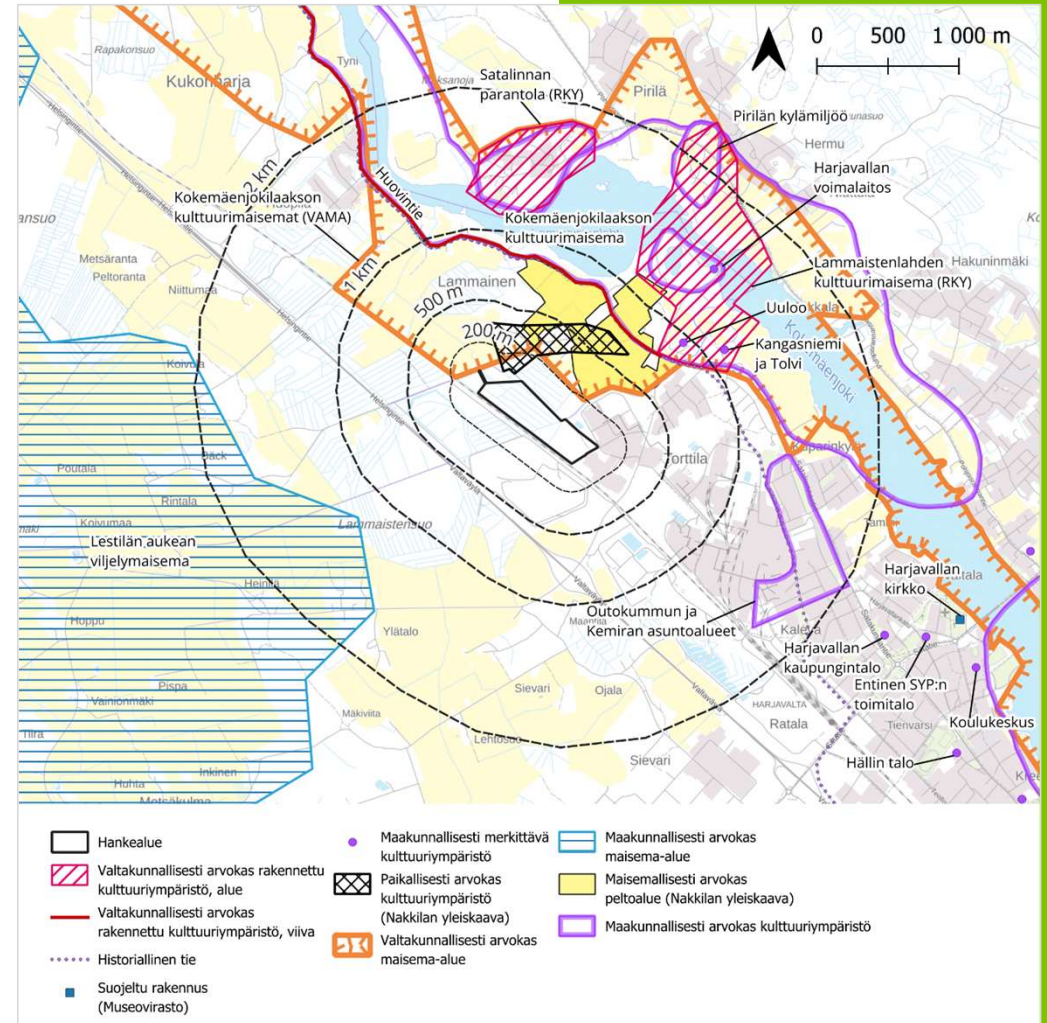 0 500 1 000 m
Rapakonsuo
Kukonharja
Tyni
Satalinnan
parantola (RKY)
Pirilä
Pirilän kylämiljöö
Hermu
Harjavallan
voimalaitos
2 km
Huovintie
Kokemäenjokilaakson
kulttuurimaisemat (VAMA)
Kokemäenjokilaakson
kulttuurimaisema
Hakuninmäki
Metsäranta
Peltoranta
Niittumaa
1 km
Lammainen
Lammaistenlahden
kulttuurimaisema (RKY)
Helsingintie
500 m
Uuloo
200 m
Kangasniemi
ja Tolvi
Kokemäenjoki
Koivula
Helsingintie
Poutala
Bäck
Rintala
Valtaväylä
Torttila
Koivumaa
Lammaistensuo
Lestilän aukean
viljelymaisema
Heinilä
Harjavallan
kirkko
Hoppu
Outokummun ja
Kemiran asuntoalueet
Kaleva
Ylätalo
Harjavallan
kaupungintalo
Entinen SYP:n
toimitalo
Pispa
Vainionmäki
Sievari
Ojala
Valtaväylä
HARJAVALTA
Ratala
Tienvarsi
Koulukeskus
Mäkiviita
Lehtosuo
Sievari
Hällin talo
Inkinen
Huhta
Metsäkulma
Hankealue
Valtakunnallisesti arvokas rakennettu
kulttuuriympäristö, alue
Valtakunnallisesti arvokas
rakennettu kulttuuriympäristö, viiva
Historiallinen tie
Suojeltu rakennus
(Museovirasto)
Maakunnallisesti merkittävä
kulttuuriympäristö
Paikallisesti arvokas
kulttuuriympäristö
(Nakkilan yleiskaava)
Valtakunnallisesti arvokas
maisema-alue
Maakunnallisesti arvokas
maisema-alue
Maisemallisesti arvokas
peltoalue (Nakkilan yleiskaava)
Maakunnallisesti arvokas kulttuuriympäristö